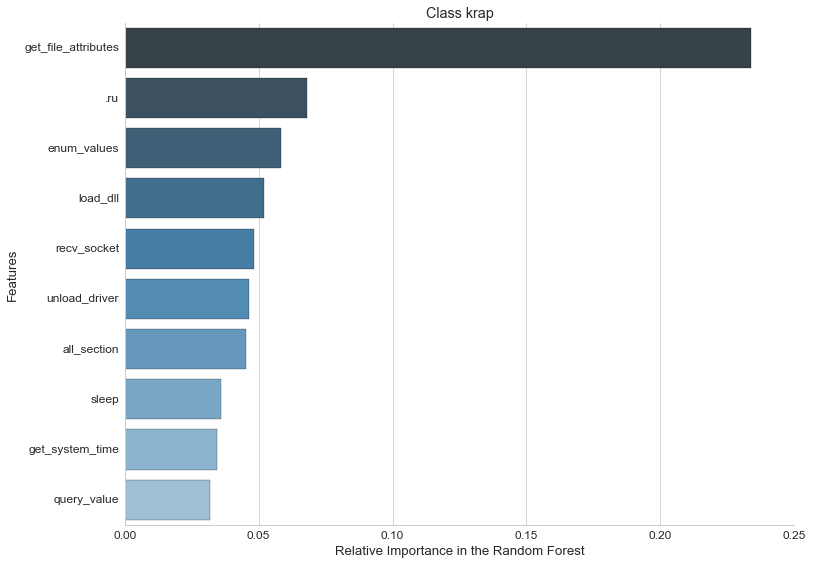 Class krap
get_file_attributes
.ru
enum_values
load_dll
recv_socket
unload_driver
all_section
sleep
get_system_time
query_value
Features
0.00 0.05 0.10 0.15 0.20 0.25
Relative Importance in the Random Forest